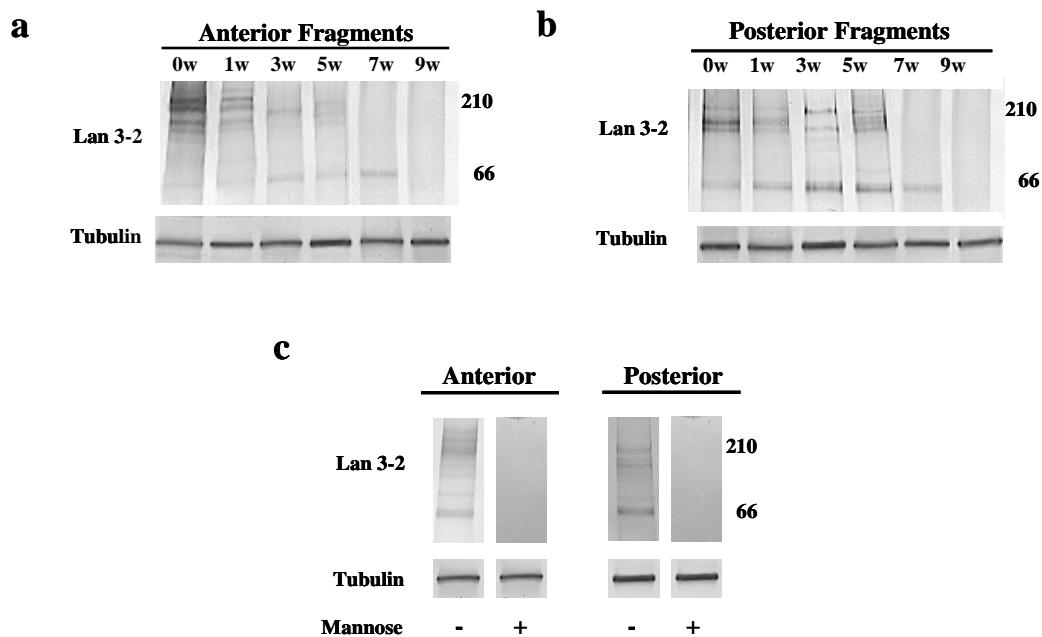 a
Anterior Fragments
0w 1w 3w 5w 7w 9w
210
Lan 3-2
66
Tubulin
b
Posterior Fragments
0w 1w 3w 5w 7w 9w
210
Lan 3-2
66
Tubulin
c
Anterior Posterior
210
Lan 3-2
66
Tubulin
Mannose - + - +